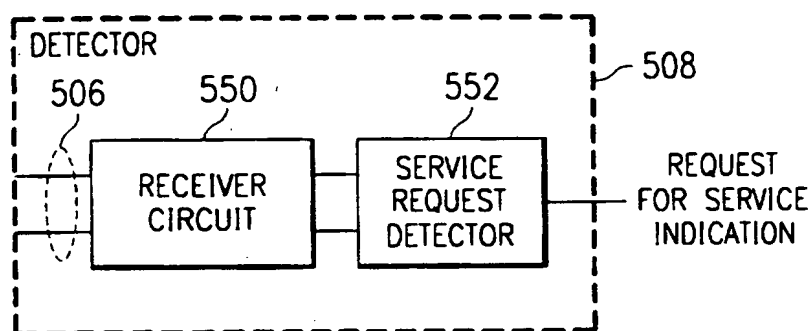 DETECTOR
508
506
550
552
RECEIVER
CIRCUIT
SERVICE
REQUEST
DETECTOR
REQUEST
FOR SERVICE
INDICATION